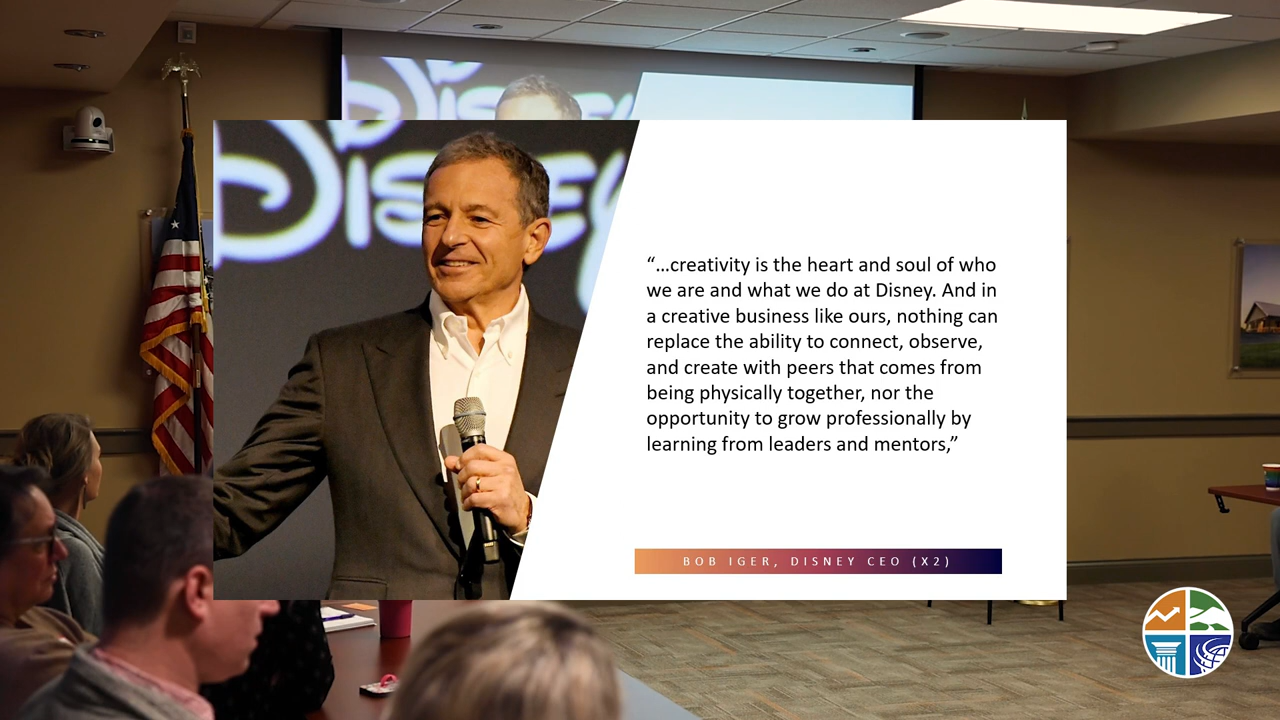 Disney
Disney
“…creativity is the heart and soul of who
we are and what we do at Disney. And in
a creative business like ours, nothing can
replace the ability to connect, observe,
and create with peers that comes from
being physically together, nor the
opportunity to grow professionally by
learning from leaders and mentors,”
BOB IGER, DISNEY CEO (X2)